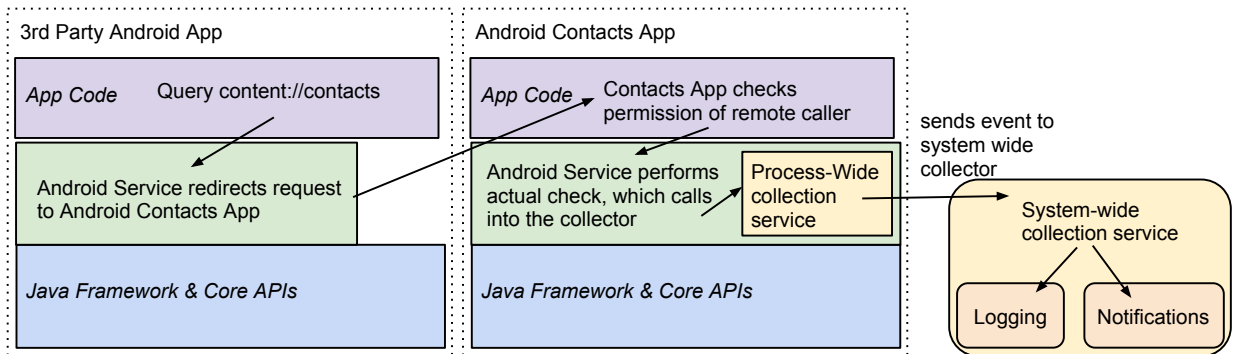 3rd Party Android App
App Code
Query content://contacts
Android Service redirects request
to Android Contacts App
Java Framework & Core APIs
Android Contacts App
App Code
Contacts App checks
permission of remote caller
Android Service performs
actual check, which calls
into the collector
Process-Wide
collection
service
Java Framework & Core APIs
sends event to
system wide
collector
System-wide
collection service
Logging
Notifications